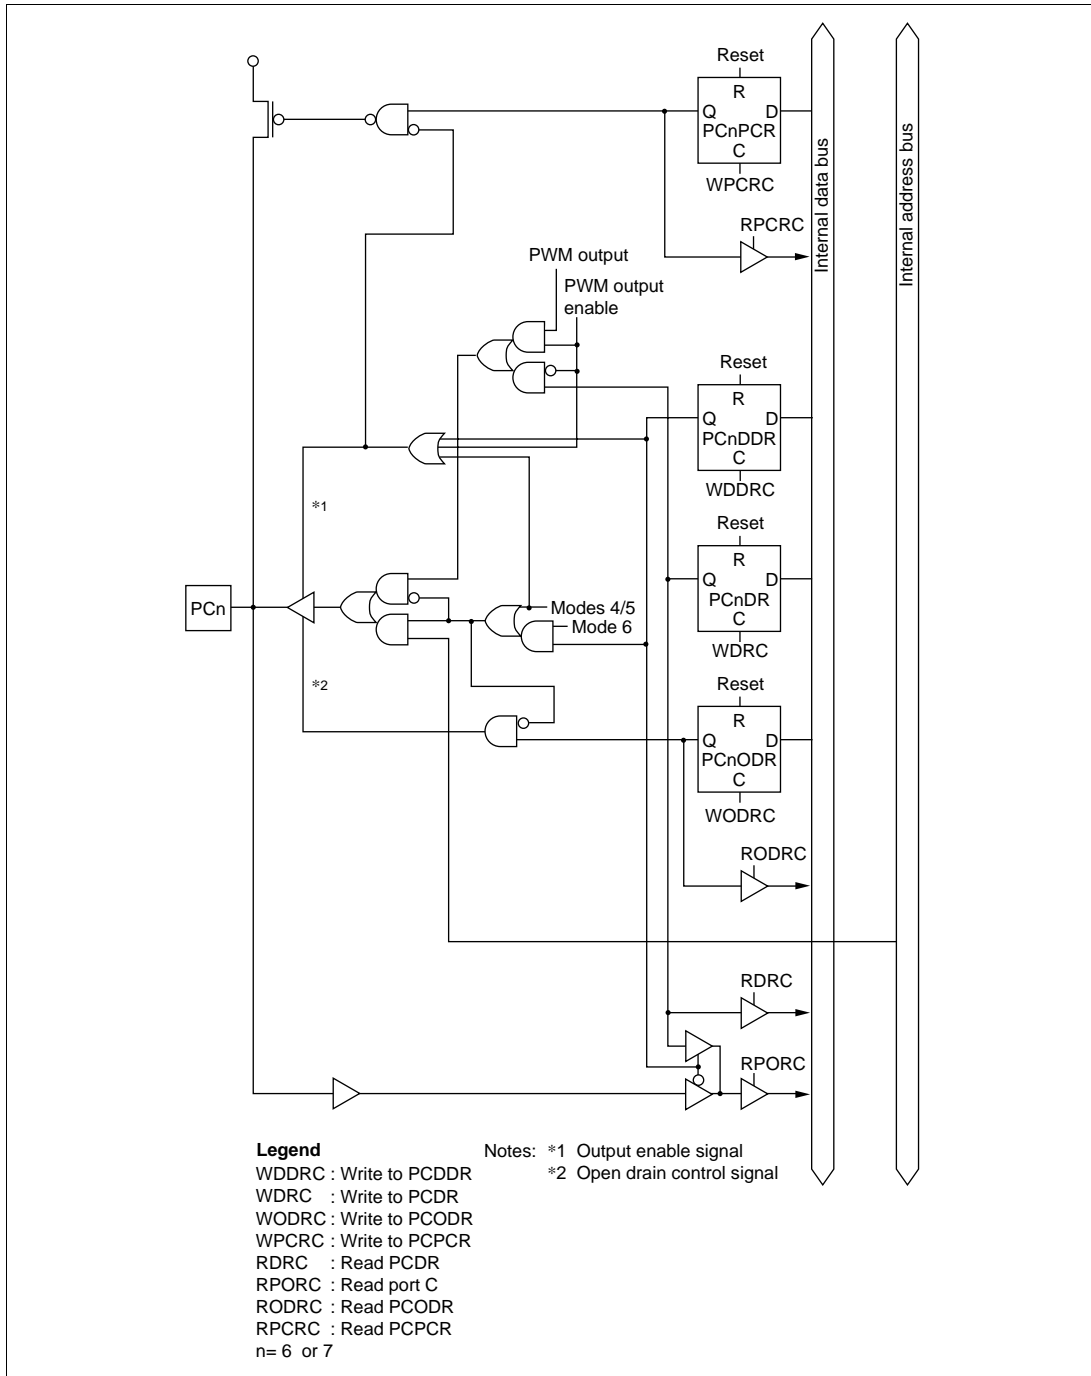 Reset
R
Q D
PCnPCR
C
WPCRC
RPCRC
Internal data bus
Internal address bus
PWM output
PWM output
enable
Reset
R
Q D
PCnDDR
C
WDDRC
*1
Reset
R
Q D
PCnDR
C
WDRC
PCn
Modes 4/5
Mode 6
*2
Reset
R
Q D
PCnODR
C
WODRC
RODRC
RDRC
RPORC
Legend
WDDRC : Write to PCDDR
WDRC : Write to PCDR
WODRC : Write to PCODR
WPCRC : Write to PCPCR
RDRC : Read PCDR
RPORC : Read port C
RODRC : Read PCODR
RPCRC : Read PCPCR
n= 6 or 7
Notes: *1 Output enable signal
*2 Open drain control signal